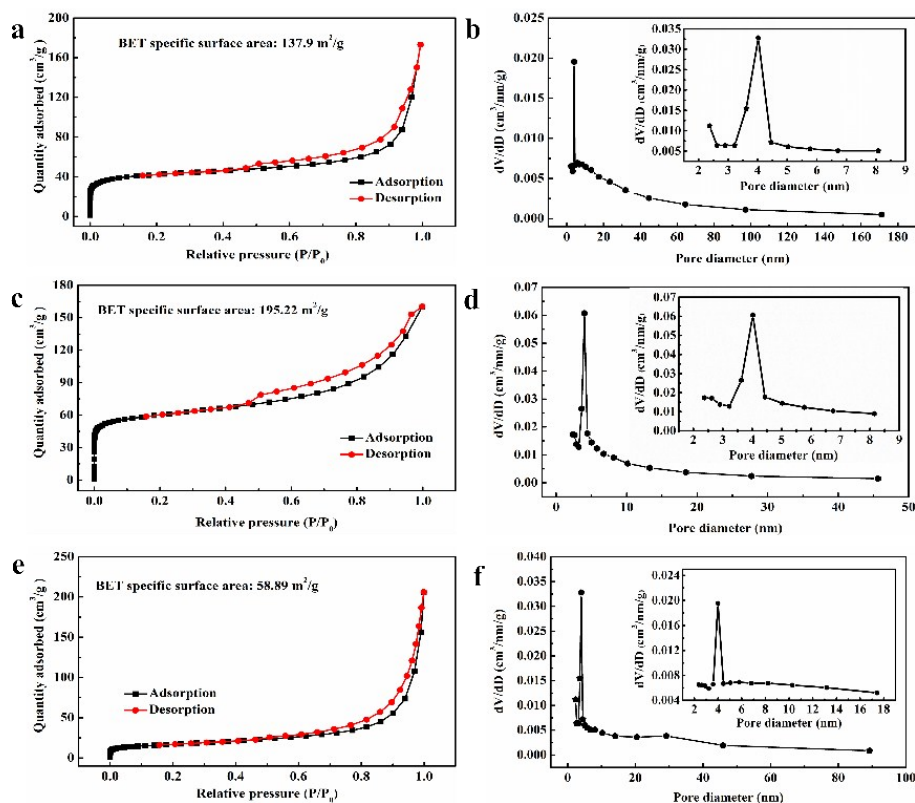 a
BET specific surface area: 137.9 m²/g
Quantity adsorbed (cm³/g)
200
160
120
80
40
0
Adsorption
Desorption
0.0 0.2 0.4 0.6 0.8 1.0
Relative pressure (P/P₀)
b
dV/dD (cm³/nm/g)
0.025
0.020
0.015
0.010
0.005
0.000
0 20 40 60 80 100 120 140 160 180
Pore diameter (nm)
dV/dD (cm³/nm/g)
0.035
0.030
0.025
0.020
0.015
0.010
0.005
2 3 4 5 6 7 8 9
Pore diameter (nm)
c
BET specific surface area: 195.22 m²/g
Quantity adsorbed (cm³/g)
180
150
120
90
60
30
0
Adsorption
Desorption
0.0 0.2 0.4 0.6 0.8 1.0
Relative pressure (P/P₀)
d
dV/dD (cm³/nm/g)
0.07
0.06
0.05
0.04
0.03
0.02
0.01
0.00
0 10 20 30 40 50
Pore diameter (nm)
dV/dD (cm³/nm/g)
0.07
0.06
0.05
0.04
0.03
0.02
0.01
0.00
2 3 4 5 6 7 8 9
Pore diameter (nm)
e
BET specific surface area: 58.89 m²/g
Quantity adsorbed (cm³/g)
250
200
150
100
50
0
Adsorption
Desorption
0.0 0.2 0.4 0.6 0.8 1.0
Relative pressure (P/P₀)
f
dV/dD (cm³/nm/g)
0.040
0.035
0.030
0.025
0.020
0.015
0.010
0.005
0.000
0 20 40 60 80 100
Pore diameter (nm)
dV/dD (cm³/nm/g)
0.024
0.020
0.016
0.012
0.008
0.004
2 4 6 8 10 12 14 16 18
Pore diameter (nm)